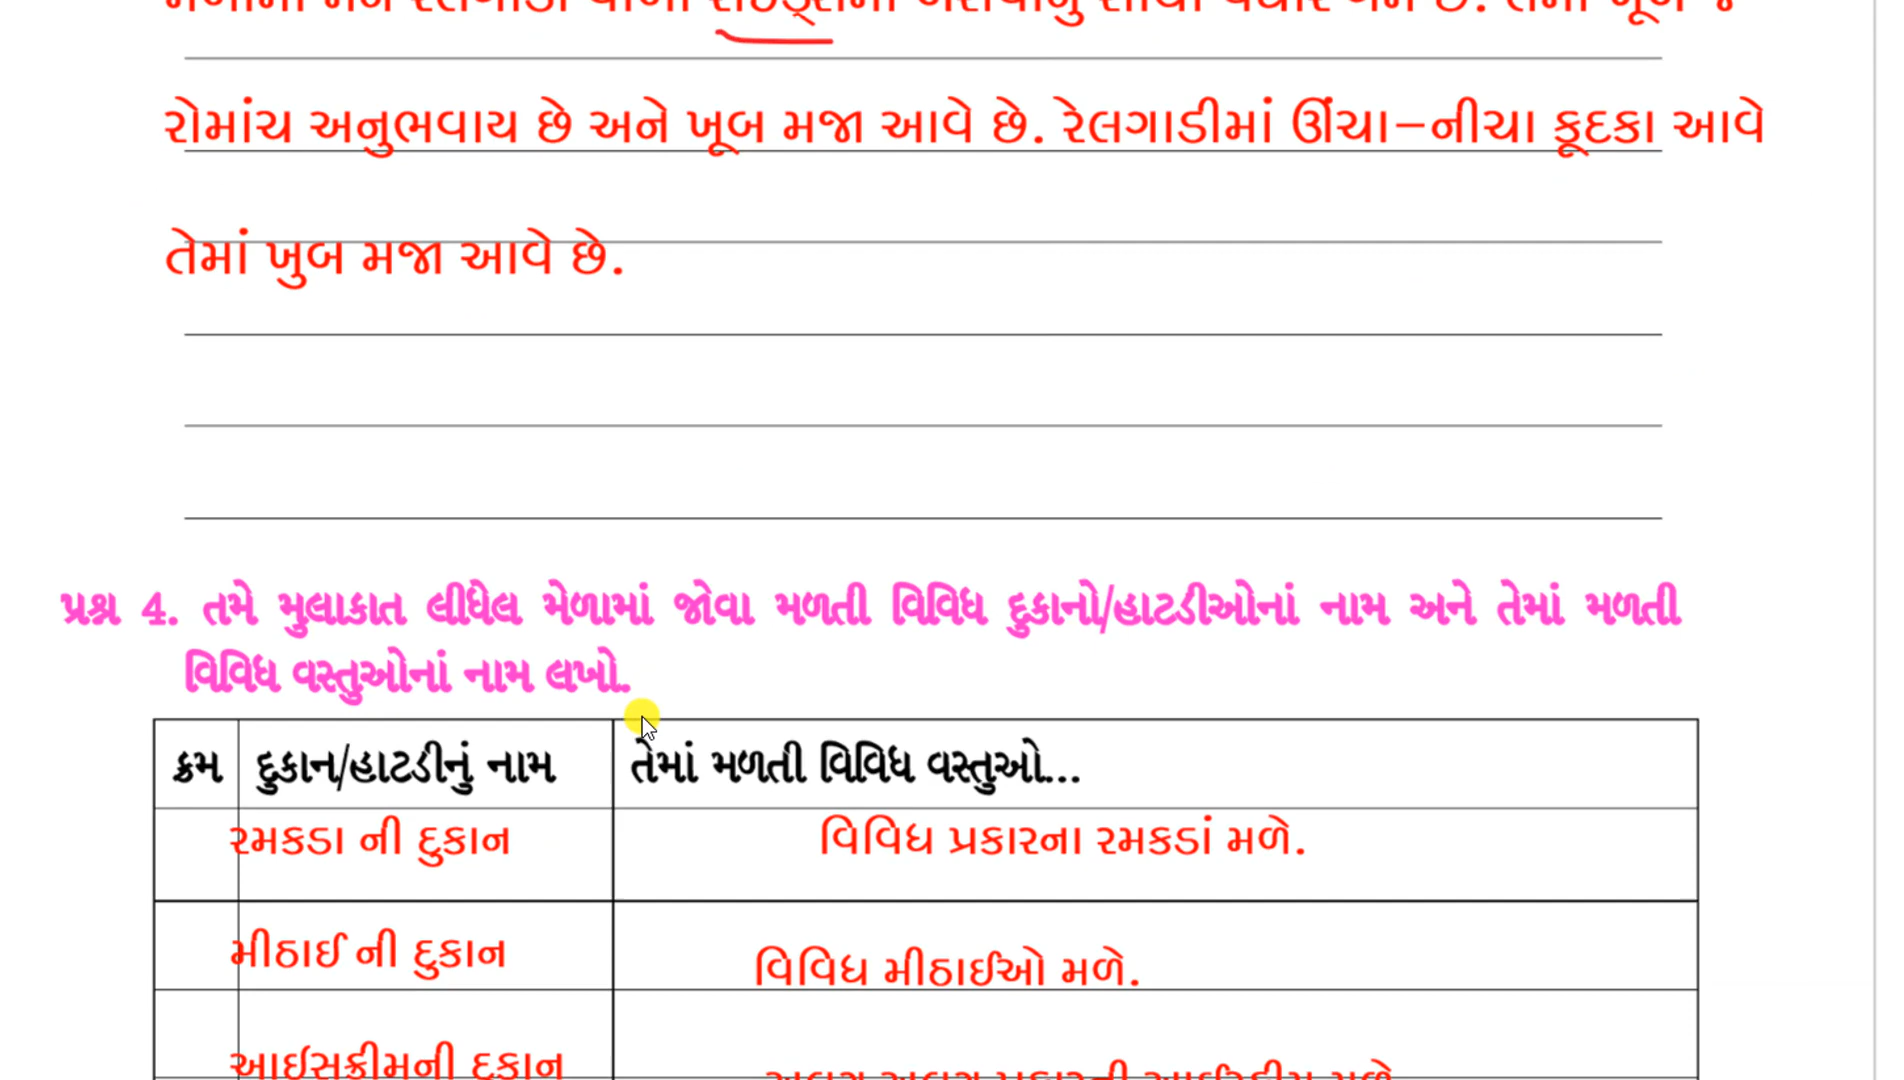 રોમાંચ અનુભવાય છે અને ખૂબ મજા આવે છે. રેલગાડીમાં ઊંચા–નીચા કૂદકા આવે
તેમાં ખુબ મજા આવે છે.
પ્રશ્ન 4. તમે મુલાકાત લીધેલ મેળામાં જોવા મળતી વિવિધ દુકાનો/હાટડીઓનાં નામ અને તેમાં મળતી
વિવિધ વસ્તુઓનાં નામ લખો.
ક્રમ દુકાન/હાટડીનું નામ તેમાં મળતી વિવિધ વસ્તુઓ...
રમકડા ની દુકાન વિવિધ પ્રકારના રમકડાં મળે.
મીઠાઈ ની દુકાન વિવિધ મીઠાઈઓ મળે.
આઈસક્રીમની દુકાન